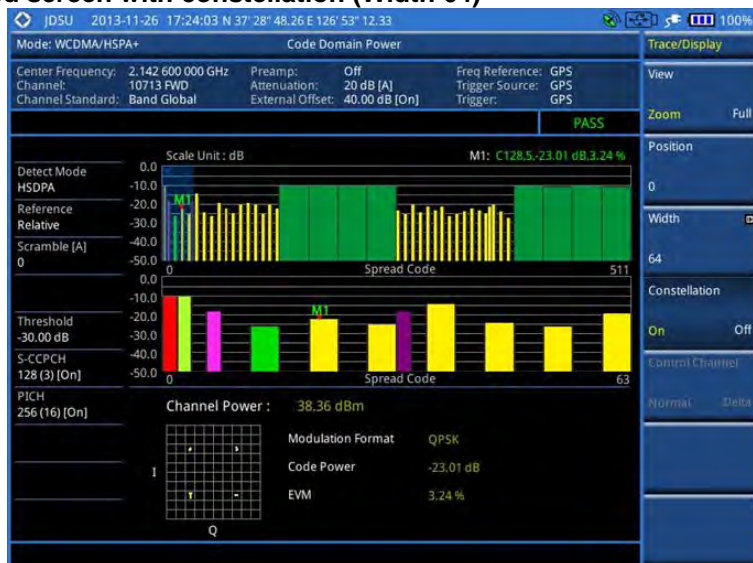 d screen with constellation (Width 64)
JDSU 2013-11-26 17:24:03 N 37' 28" 48.26 E 126' 53" 12.33 100%
Mode: WCDMA/HSPA+ Code Domain Power Trace/Display
Center Frequency: 2.142 600 000 GHz Preamp: Off Freq Reference: GPS
Channel: 10713 FWD Attenuation: 20 dB [A] Trigger Source: GPS
Channel Standard: Band Global External Offset: 40.00 dB [On] Trigger: GPS
PASS
View
Zoom Full
Position
0
Width
64
Constellation
On Off
Control Channel
Normal Delta
Detect Mode
HSDPA
Reference
Relative
Scramble [A]
0
Threshold
-30.00 dB
S-CCPCH
128 (3) [On]
PICH
256 (16) [On]
Scale Unit : dB M1: C128,5,-23.01 dB,3.24 %
0.0
-10.0
-20.0
-30.0
-40.0
-50.0
M1
0 Spread Code 511
0.0
-10.0
-20.0
-30.0
-40.0
-50.0
M1
0 Spread Code 63
Channel Power : 38.36 dBm
Modulation Format QPSK
Code Power -23.01 dB
EVM 3.24 %
I
Q